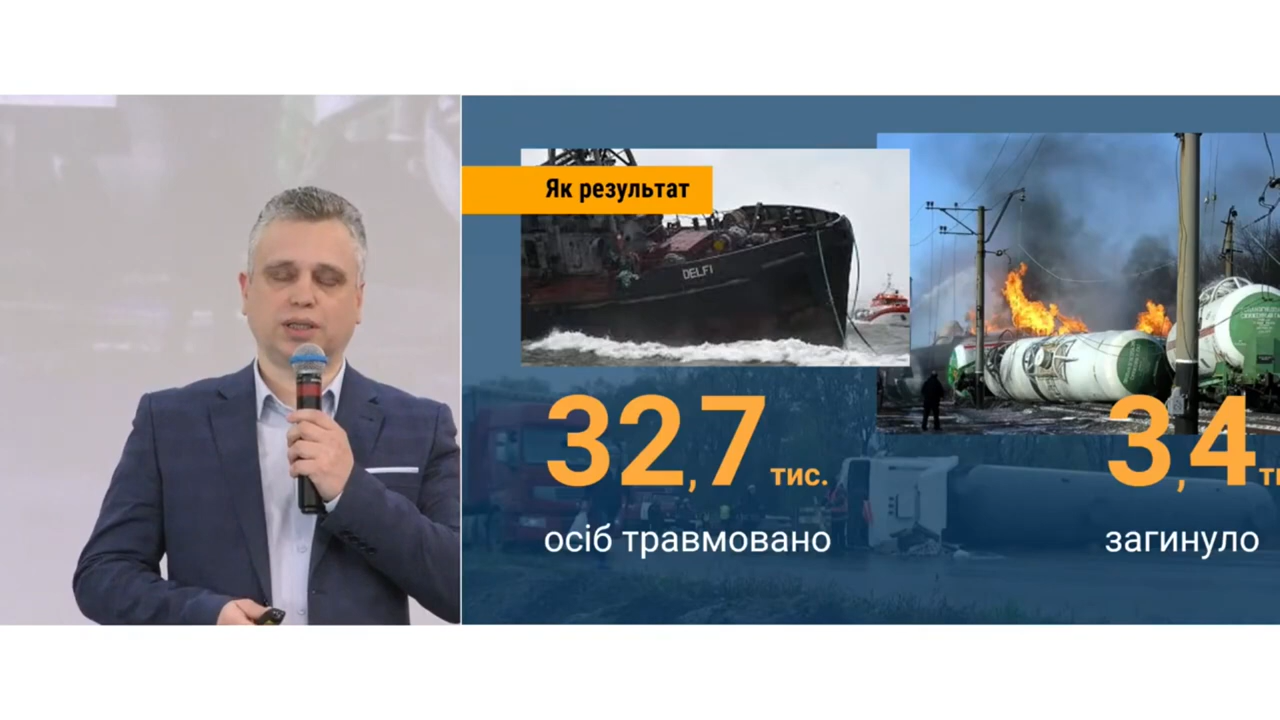 Як результат
DELFI
32,7 тис.
осіб травмовано
3,4
загинуло